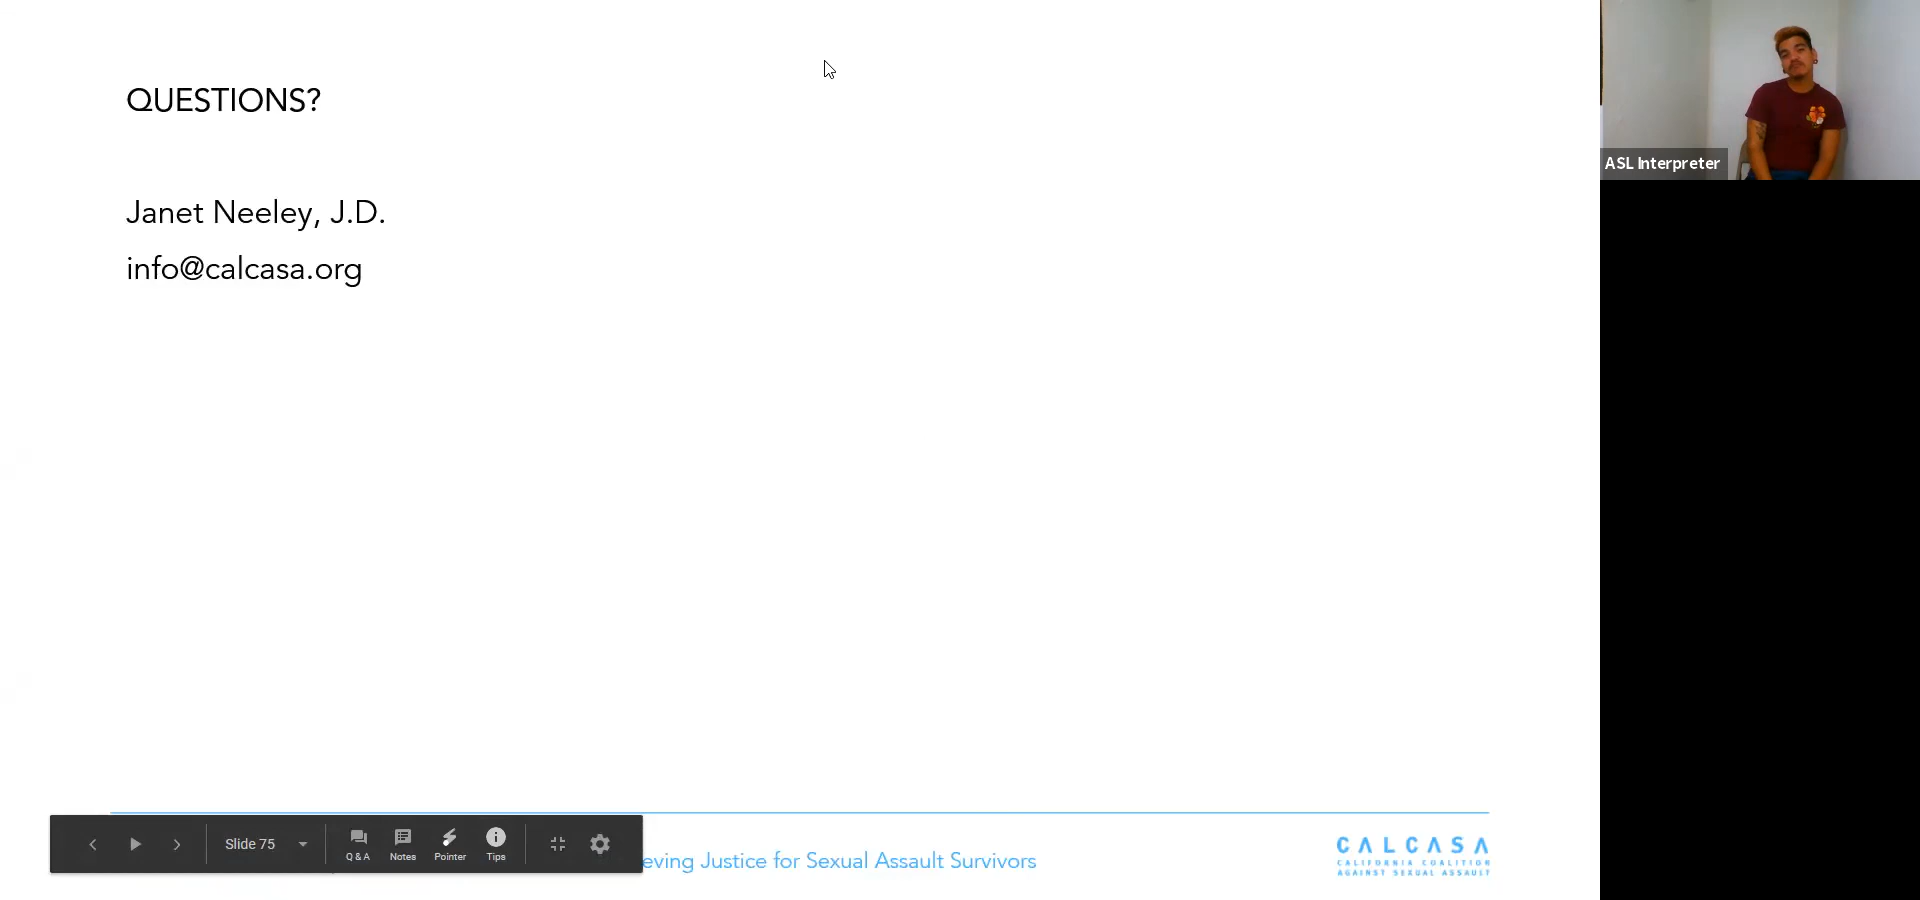 QUESTIONS?
Janet Neeley, J.D.
info@calcasa.org
ASL Interpreter
Slide 75
Q & A
Notes
Pointer
Tips
eving Justice for Sexual Assault Survivors
CALCASA
CALIFORNIA COALITION
AGAINST SEXUAL ASSAULT